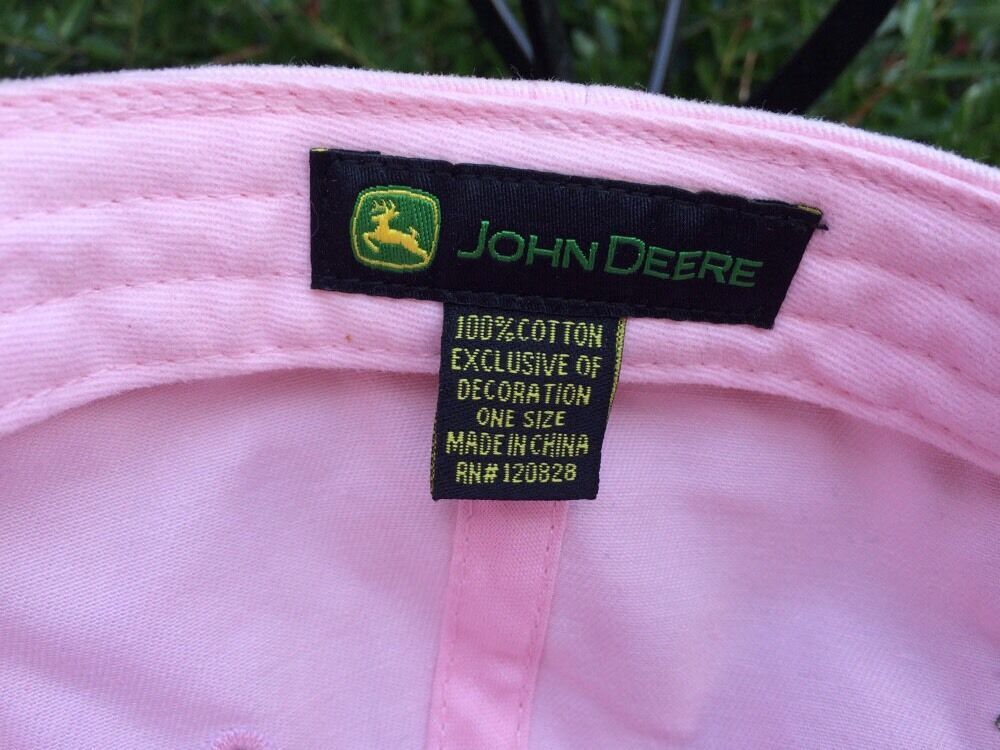 JOHN DEERE
100% COTTON
EXCLUSIVE OF
DECORATION
ONE SIZE
MADE IN CHINA
RN# 120828